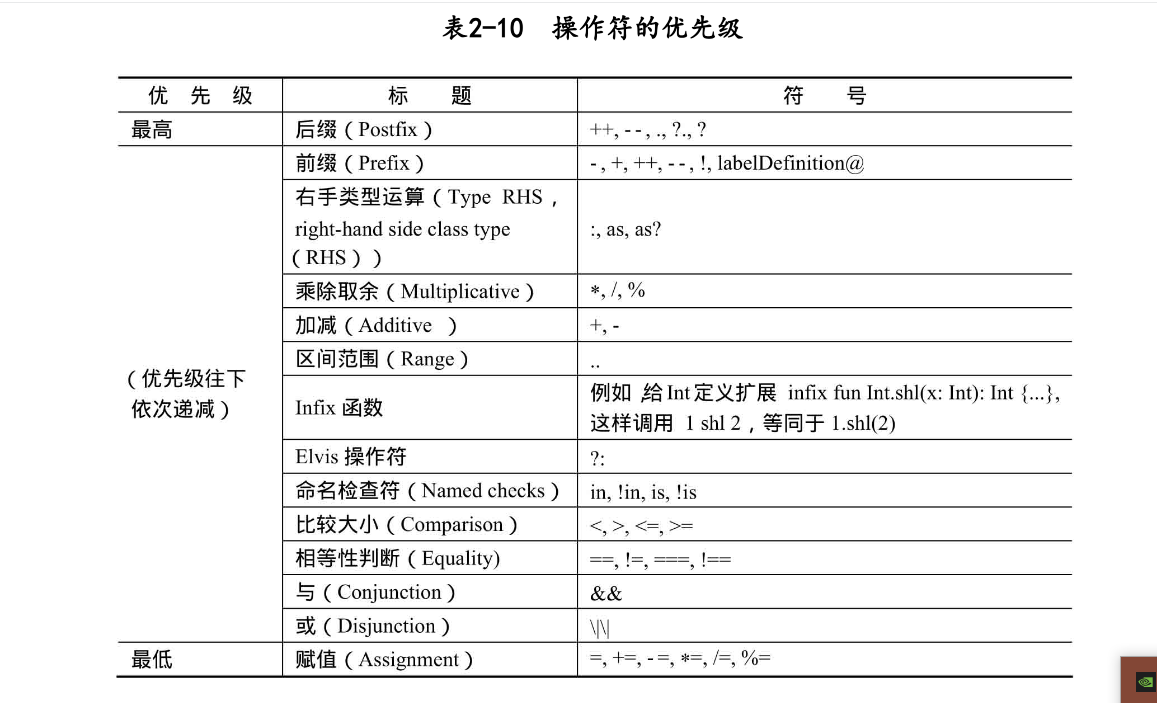 表2-10 操作符的优先级
优 先 级 标 题 符 号
最高 后缀（Postfix） ++, --, ., ?., ?
（优先级往下
依次递减）
前缀（Prefix） -, +, ++, --, !, labelDefinition@
右手类型运算（Type RHS，
right-hand side class type
（RHS）） :, as, as?
乘除取余（Multiplicative） *, /, %
加减（Additive ） +, -
区间范围（Range） ..
Infix 函数 例如,给Int定义扩展 infix fun Int.shl(x: Int): Int {...},
这样调用 1 shl 2，等同于 1.shl(2)
Elvis 操作符 ?:
命名检查符（Named checks） in, !in, is, !is
比较大小（Comparison） <, >, <=, >=
相等性判断（Equality) ==, !=, ===, !==
与（Conjunction） &&
或（Disjunction） \|\|
最低 赋值（Assignment） =, +=, -=, *=, /=, %=